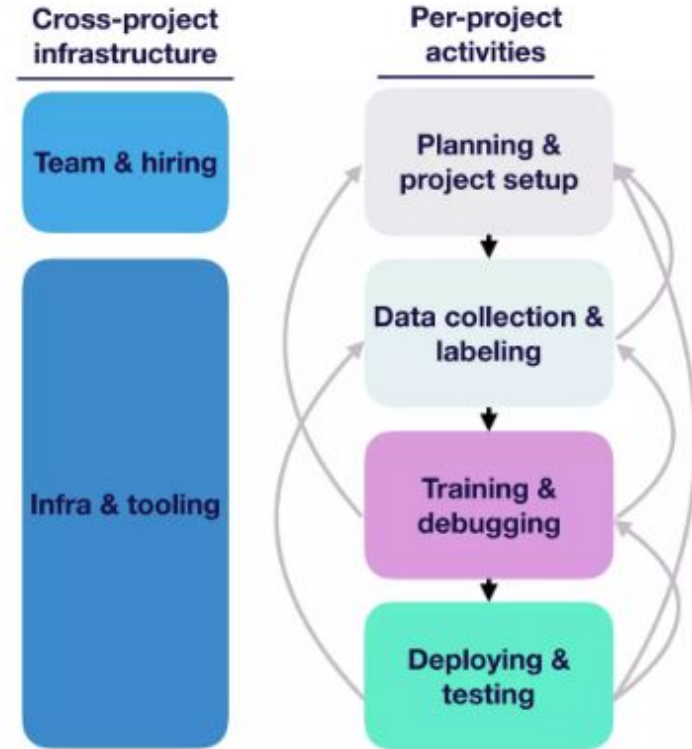 Cross-project
infrastructure
Per-project
activities
Team & hiring
Infra & tooling
Planning &
project setup
Data collection &
labeling
Training &
debugging
Deploying &
testing